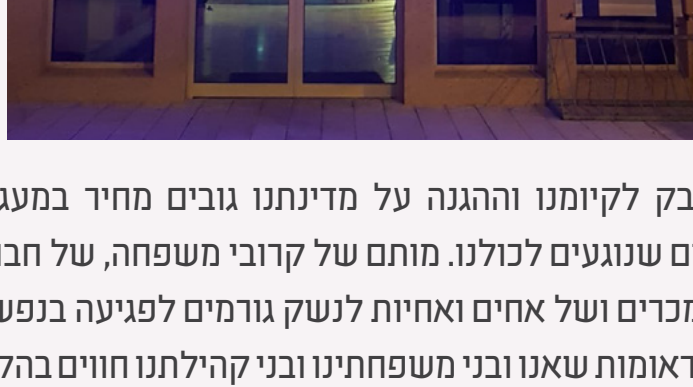 בק לקיומנו וההגנה על מדינתנו גובים מחיר במעג
ים שנוגעים לכולנו. מותם של קרובי משפחה, של חבר
מכרים ושל אחים ואחיות לנשק גורמים לפגיעה בנפש
ראומות שאנו ובני משפחתינו ובני קהילתנו חווים בהל